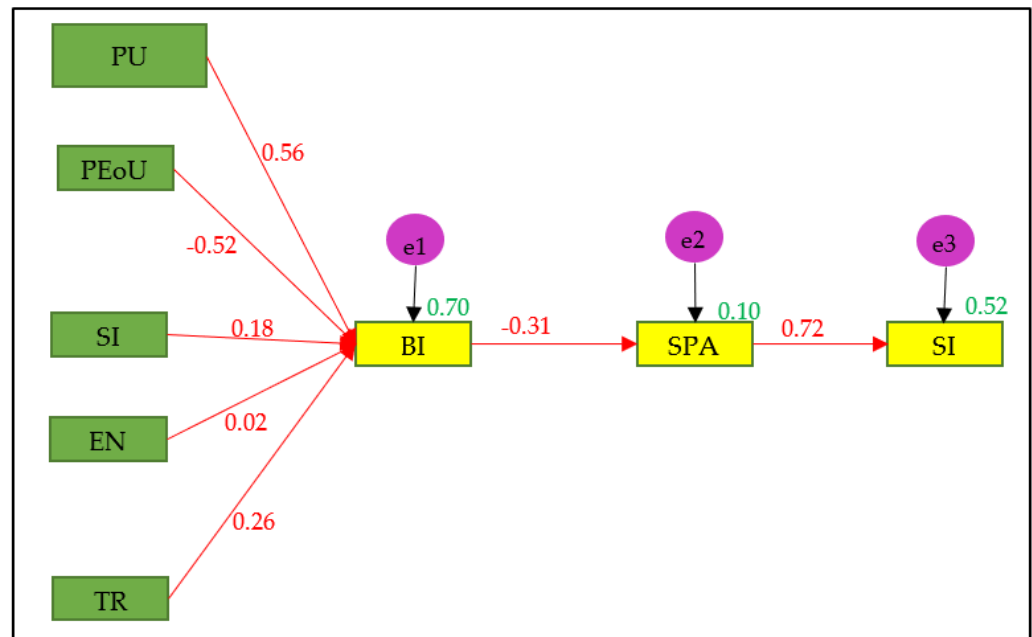 PU
0.56
PEoU
-0.52
e1
e2
e3
0.70
0.10
0.52
SI
0.18
BI
-0.31
SPA
0.72
SI
EN
0.02
0.26
TR